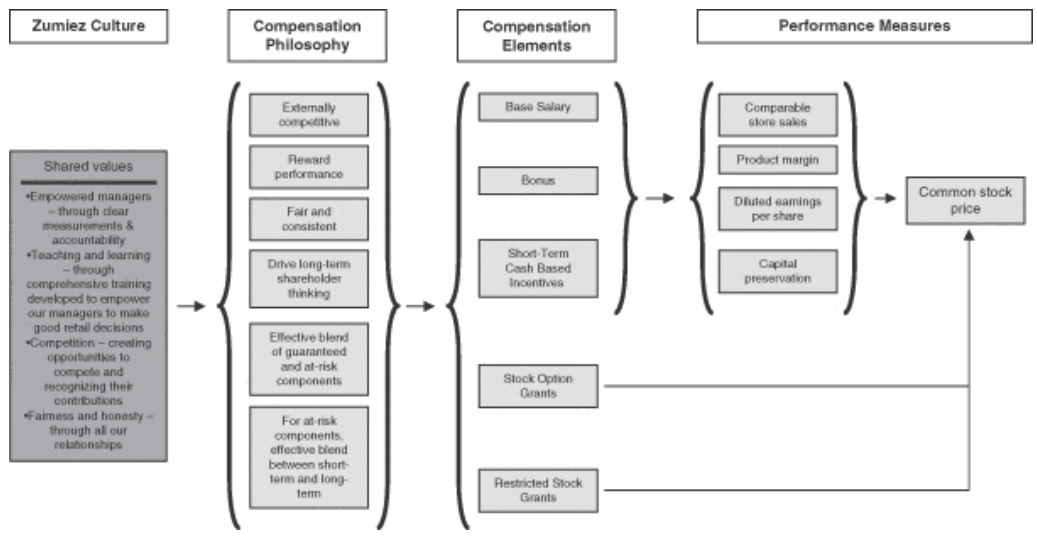 Zumiez Culture
Compensation
Philosophy
Compensation
Elements
Performance Measures
Shared values
•Empowered managers
– through clear
measurements &
accountability
•Teaching and learning
– through
comprehensive training
developed to empower
our managers to make
good retail decisions
•Competition – creating
opportunities to
compete and
recognizing their
contributions
•Fairness and honesty –
through all our
relationships
Externally
competitive
Reward
performance
Fair and
consistent
Drive long-term
shareholder
thinking
Effective blend
of guaranteed
and at-risk
components
For at-risk
components,
effective blend
between short-
term and long-
term
Base Salary
Bonus
Short-Term
Cash Based
Incentives
Stock Option
Grants
Restricted Stock
Grants
Comparable
store sales
Product margin
Diluted earnings
per share
Capital
preservation
Common stock
price